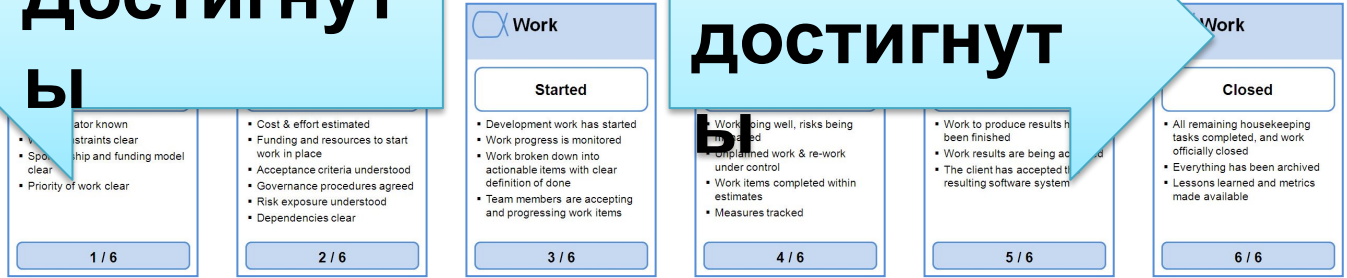 достигнут
ы
known
clear
and funding model
clear
Priority of work clear
1 / 6
Cost & effort estimated
Funding and resources to start
work in place
Acceptance criteria understood
Governance procedures agreed
Risk exposure understood
Dependencies clear
2 / 6
Work
Started
Development work has started
Work progress is monitored
Work broken down into
actionable items with clear
definition of done
Team members are accepting
and progressing work items
3 / 6
достигнут
ы
Work going well, risks being
Unplanned work & re-work
under control
Work items completed within
estimates
Measures tracked
4 / 6
Work to produce results
been finished
Work results are being
The client has accepted
resulting software system
5 / 6
Work
Closed
All remaining housekeeping
tasks completed, and work
officially closed
Everything has been archived
Lessons learned and metrics
made available
6 / 6